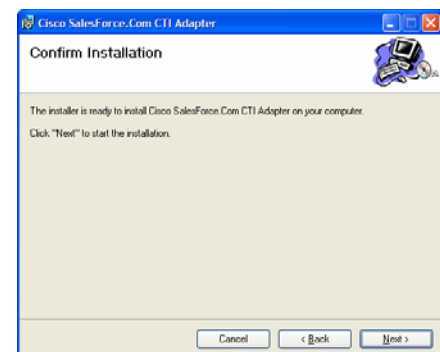 Cisco SalesForce.Com CTI Adapter
Confirm Installation
The installer is ready to install Cisco SalesForce.Com CTI Adapter on your computer.
Click "Next" to start the installation.
Cancel < Back Next >